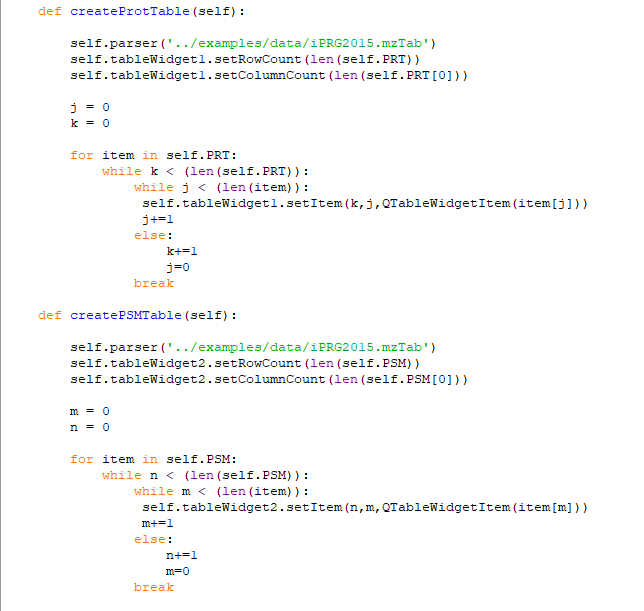 def createProtTable(self):
self.parser('../examples/data/iPRG2015.mzTab')
self.tableWidget1.setRowCount(len(self.PRT))
self.tableWidget1.setColumnCount(len(self.PRT[0]))
j = 0
k = 0
for item in self.PRT:
while k < (len(self.PRT)):
while j < (len(item)):
self.tableWidget1.setItem(k,j,QTableWidgetItem(item[j]))
j+=1
else:
k+=1
j=0
break
def createPSMTable(self):
self.parser('../examples/data/iPRG2015.mzTab')
self.tableWidget2.setRowCount(len(self.PSM))
self.tableWidget2.setColumnCount(len(self.PSM[0]))
m = 0
n = 0
for item in self.PSM:
while n < (len(self.PSM)):
while m < (len(item)):
self.tableWidget2.setItem(n,m,QTableWidgetItem(item[m]))
m+=1
else:
n+=1
m=0
break